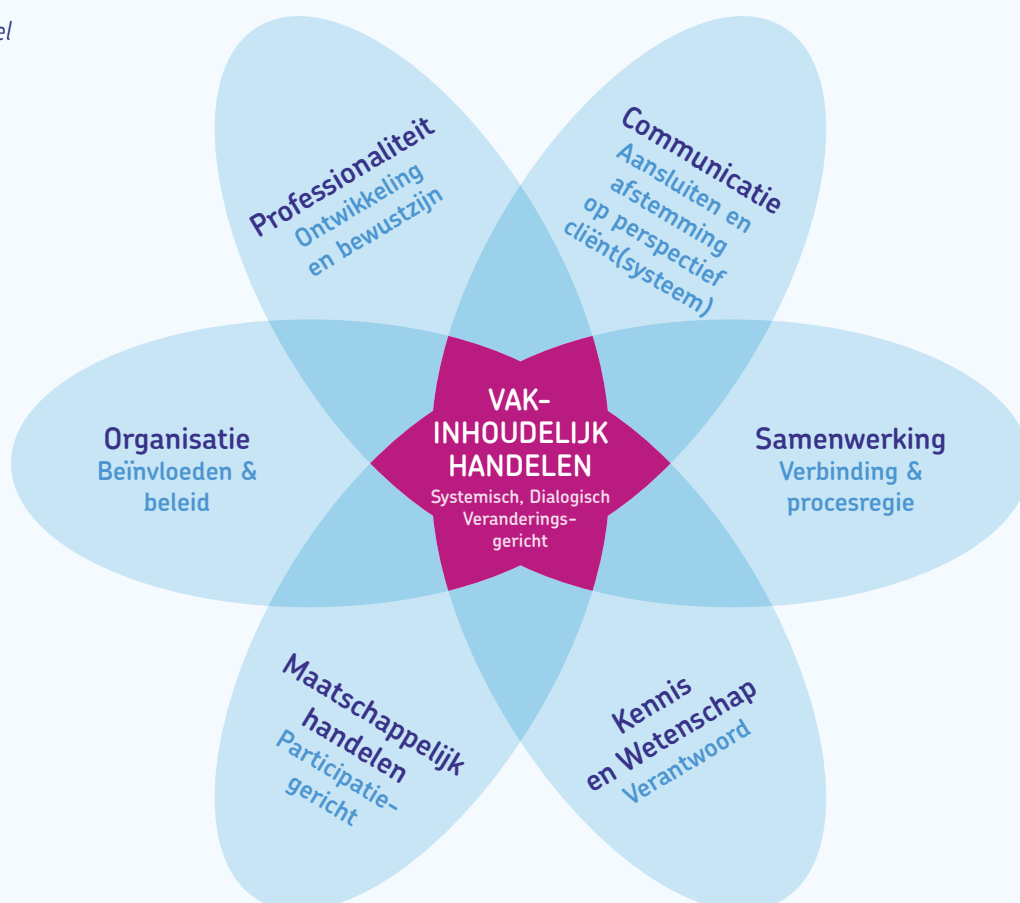 Professionaliteit
Ontwikkeling
en bewustzijn
Communicatie
Aansluiten en
afstemming
op perspectief
cliënt(systeem)
Organisatie
Beïnvloeden &
beleid
VAK-
INHOUDELIJK
HANDELEN
Systemisch, Dialogisch
Veranderings-
gericht
Samenwerking
Verbinding &
procesregie
Maatschappelijk
handelen
Participatie-
gericht
Kennis
en Wetenschap
Verantwoord